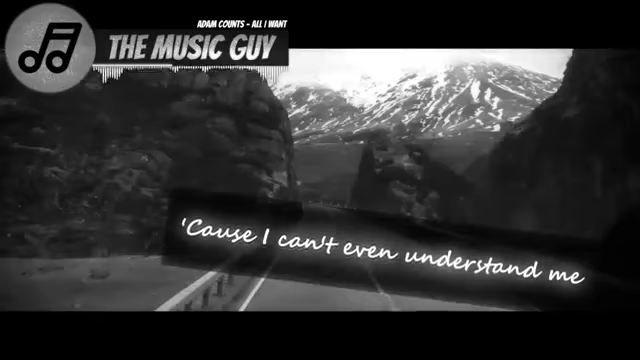 ADAM COUNTS - ALL I WANT
THE MUSIC GUY
'Cause I can't even understand me